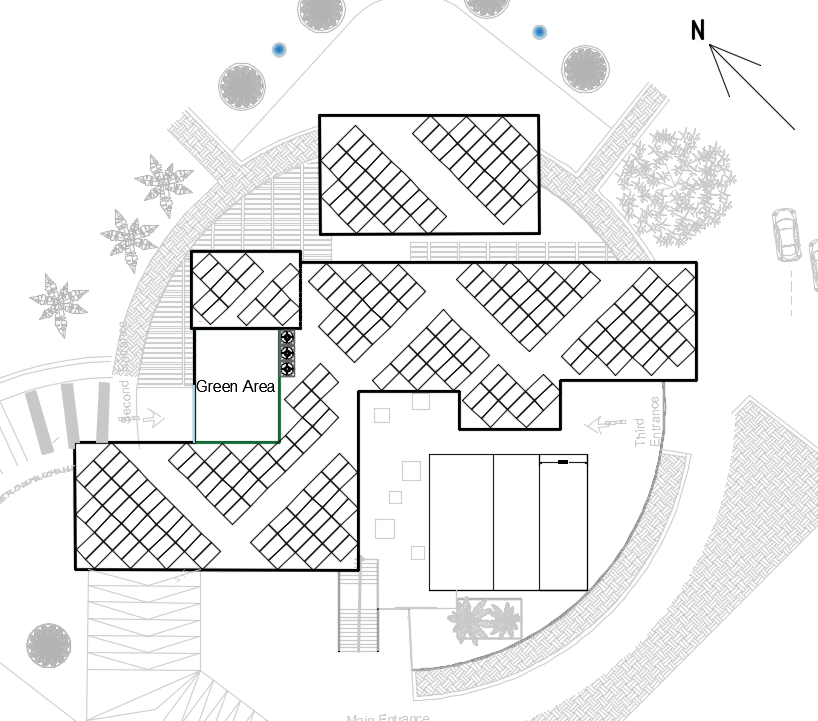 N
Second Entrance
Green Area
Third
Entrance
Main Entrance